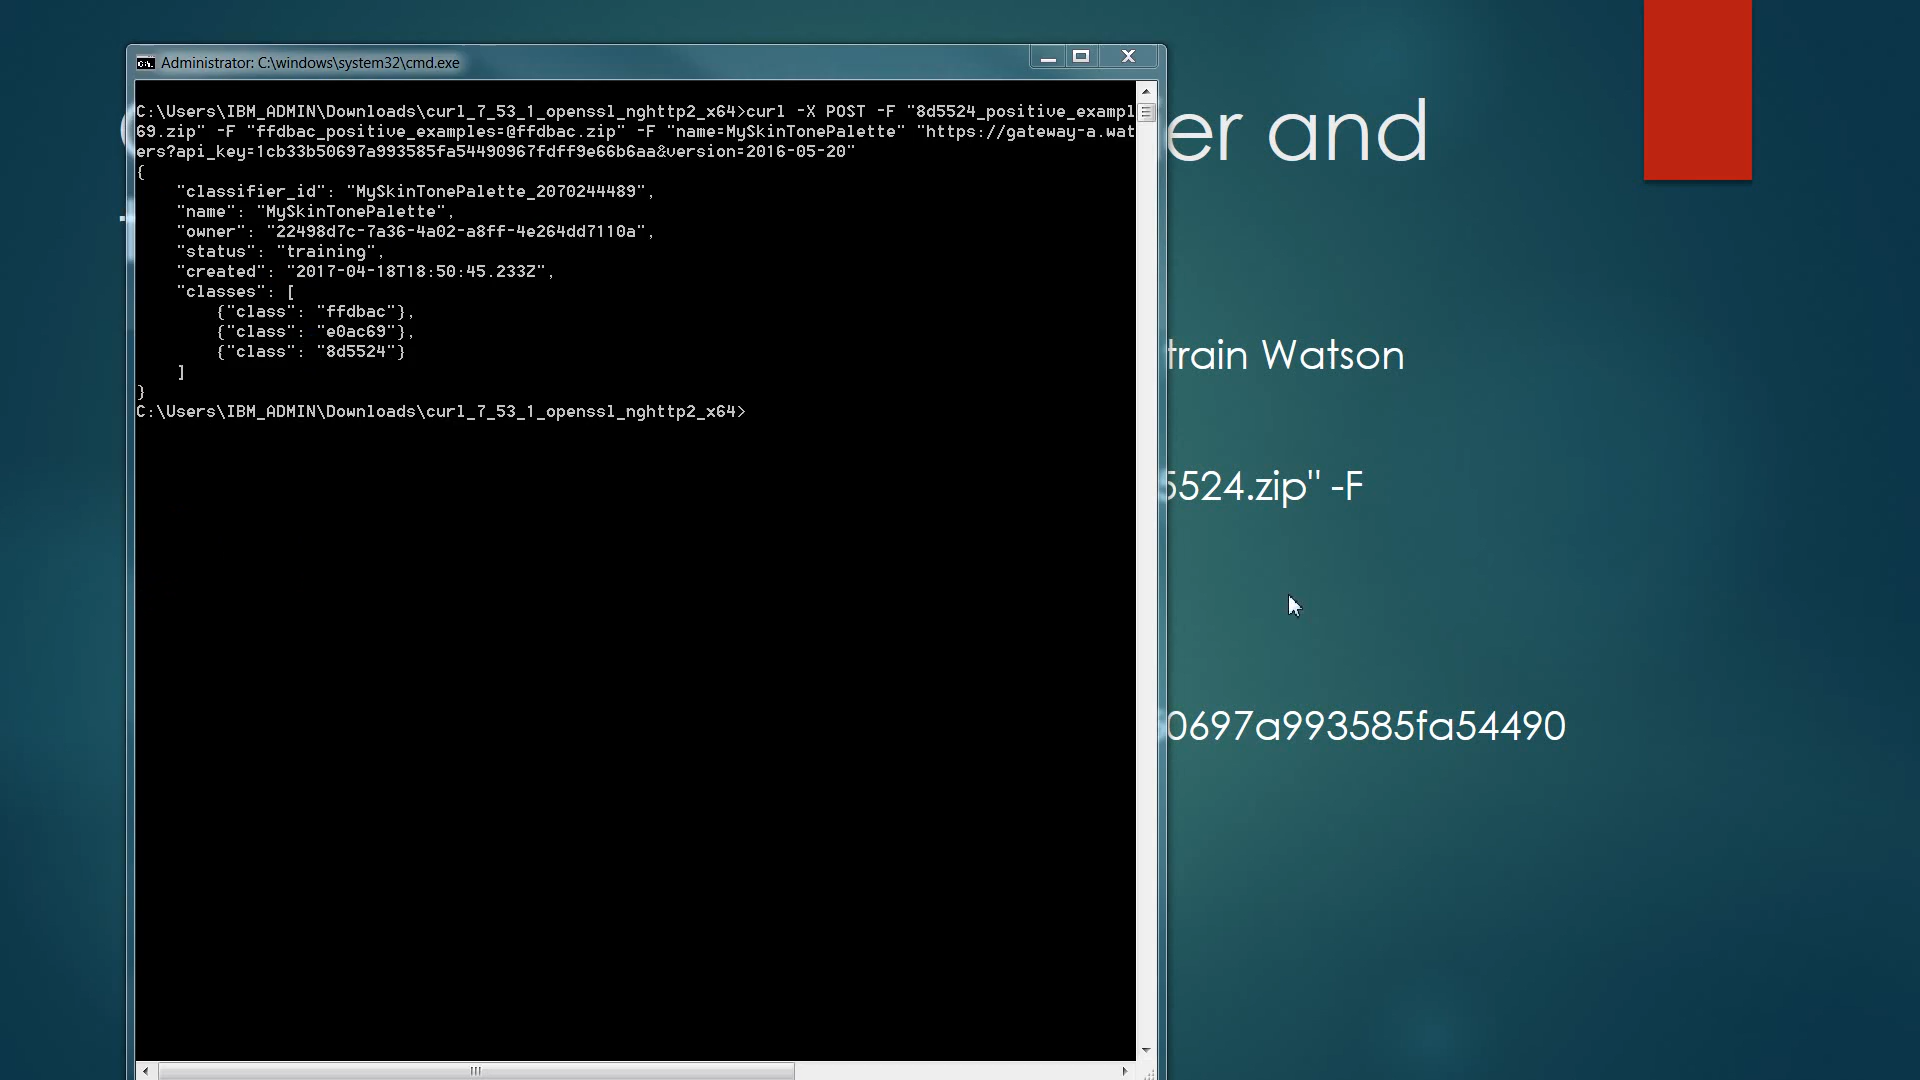 Administrator: C:\windows\system32\cmd.exe
C:\Users\IBM_ADMIN\Downloads\curl_7_53_1_openssl_nghttp2_x64>curl -X POST -F "8d5524_positive_exampl
69.zip" -F "ffdbac_positive_examples=@ffdbac.zip" -F "name=MySkinTonePalette" "https://gateway-a.wat
ers?api_key=1cb33b50697a993585fa54490967fdff9e66b6aa&version=2016-05-20"
{
"classifier_id": "MySkinTonePalette_2070244489",
"name": "MySkinTonePalette",
"owner": "22498d7c-7a36-4a02-a8ff-4e264dd7110a",
"status": "training",
"created": "2017-04-18T18:50:45.233Z",
"classes": [
{"class": "ffdbac"},
{"class": "e0ac69"},
{"class": "8d5524"}
]
}
C:\Users\IBM_ADMIN\Downloads\curl_7_53_1_openssl_nghttp2_x64>
er and
train Watson
5524.zip" -F
0697a993585fa54490